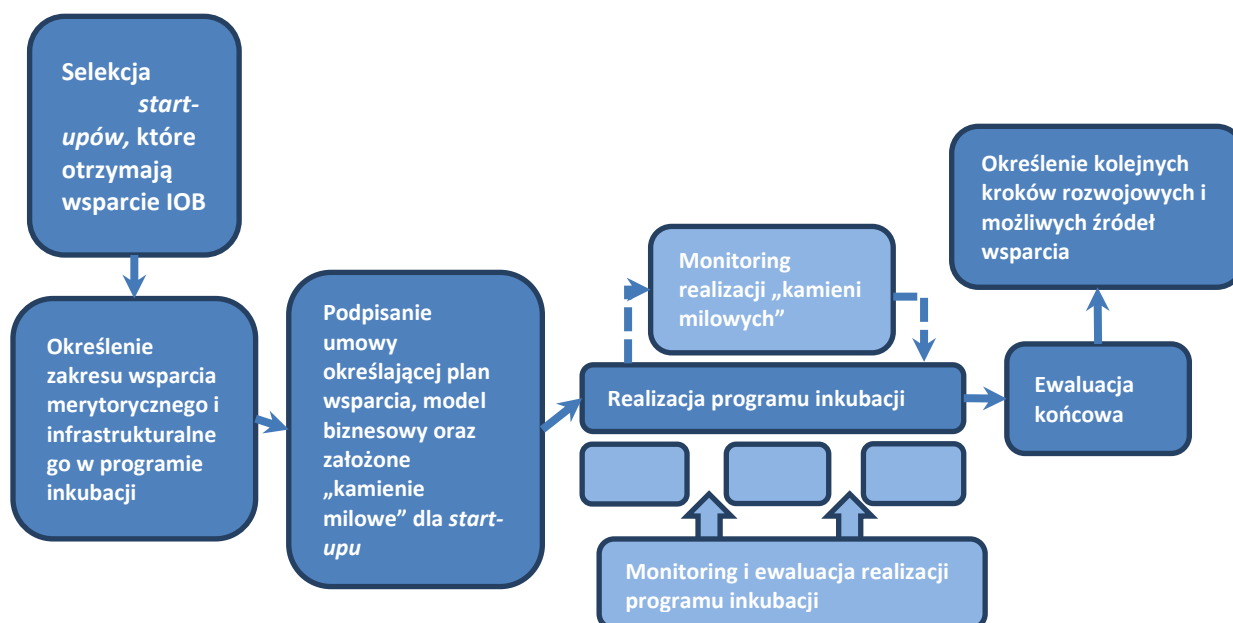 Selekcja
start-
upów, które
otrzymają
wsparcie IOB
Określenie
zakresu wsparcia
merytorycznego i
infrastrukturalne
go w programie
inkubacji
Podpisanie
umowy
określającej plan
wsparcia, model
biznesowy oraz
założone
„kamienie
milowe” dla start-
upu
Monitoring
realizacji „kamieni
milowych”
Realizacja programu inkubacji
Monitoring i ewaluacja realizacji
programu inkubacji
Ewaluacja
końcowa
Określenie kolejnych
kroków rozwojowych i
możliwych źródeł
wsparcia